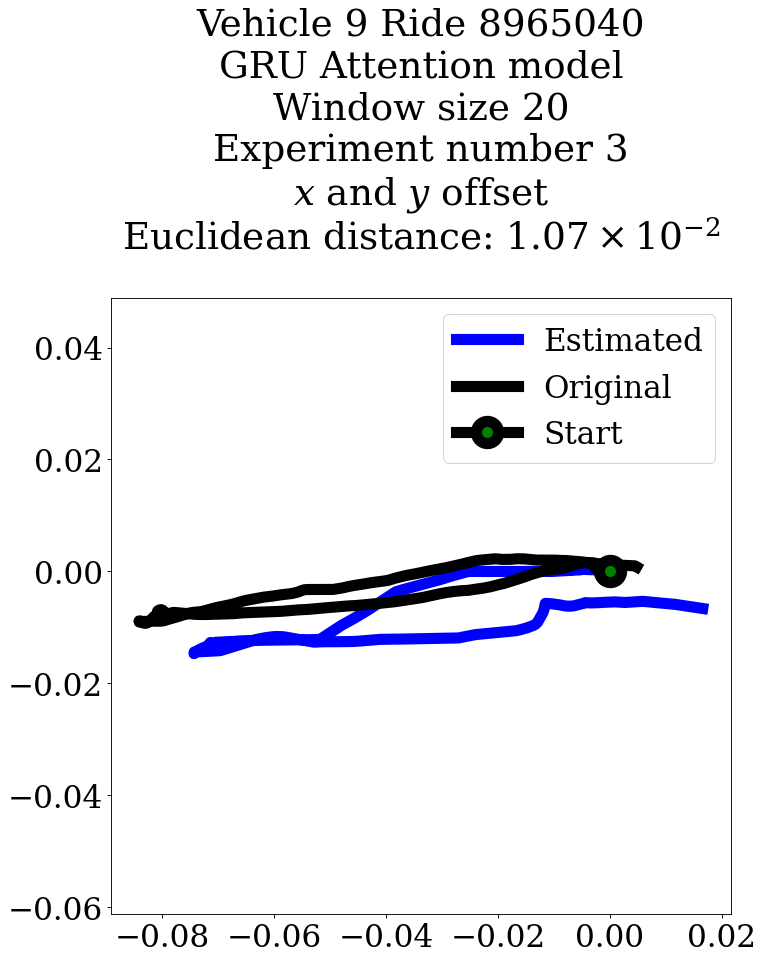 Vehicle 9 Ride 8965040
GRU Attention model
Window size 20
Experiment number 3
x and y offset
Euclidean distance: 1.07 × 10⁻²
Estimated
Original
Start
0.04
0.02
0.00
−0.02
−0.04
−0.06
−0.08 −0.06 −0.04 −0.02 0.00 0.02